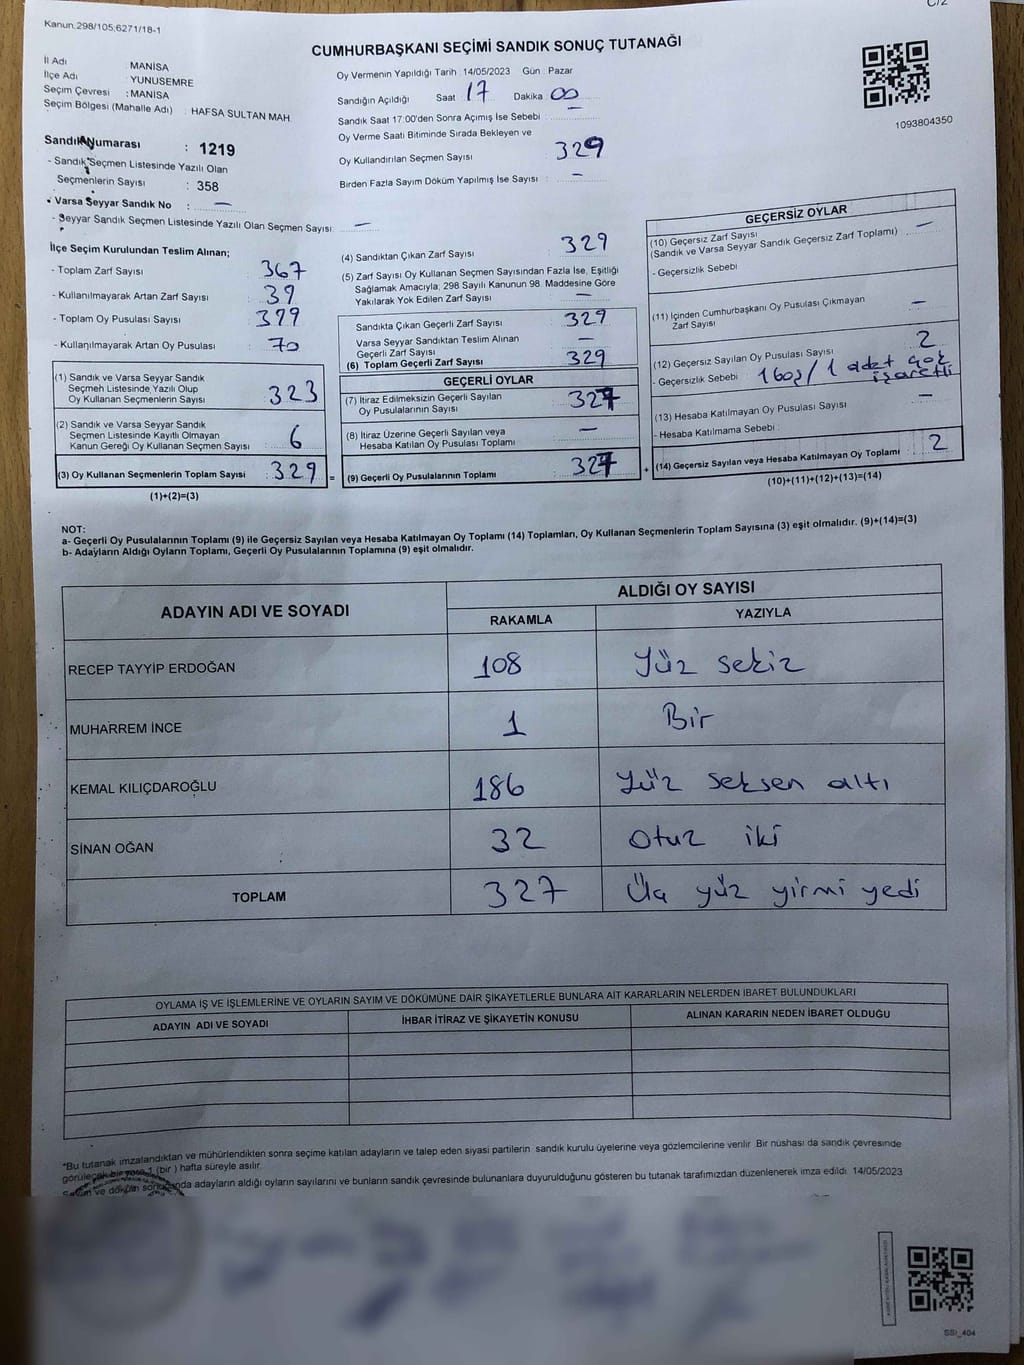 C/2
Kanun:298/105;6271/18-1
CUMHURBAŞKANI SEÇİMİ SANDIK SONUÇ TUTANAĞI
İl Adı MANİSA
İlçe Adı : YUNUSEMRE
Seçim Çevresi : MANİSA
Seçim Bölgesi (Mahalle Adı) : HAFSA SULTAN MAH.
Oy Vermenin Yapıldığı Tarih : 14/05/2023 Gün : Pazar
Sandığın Açıldığı Saat 17 Dakika 00
Sandık Saat 17:00'den Sonra Açımış İse Sebebi : —
Oy Verme Saati Bitiminde Sırada Bekleyen ve
Oy Kullandırılan Seçmen Sayısı 329
Birden Fazla Sayım Döküm Yapılmış İse Sayısı : —
1093804350
Sandık Numarası : 1219
- Sandık Seçmen Listesinde Yazılı Olan
Seçmenlerin Sayısı : 358
- Varsa Seyyar Sandık No : —
- Seyyar Sandık Seçmen Listesinde Yazılı Olan Seçmen Sayısı: —
İlçe Seçim Kurulundan Teslim Alınan;
- Toplam Zarf Sayısı 367
- Kullanılmayarak Artan Zarf Sayısı 39
- Toplam Oy Pusulası Sayısı 399
- Kullanılmayarak Artan Oy Pusulası : 70
(1) Sandık ve Varsa Seyyar Sandık
Seçmen Listesinde Yazılı Olup
Oy Kullanan Seçmenlerin Sayısı : 323
(2) Sandık ve Varsa Seyyar Sandık
Seçmen Listesinde Kayıtlı Olmayan
Kanun Gereği Oy Kullanan Seçmen Sayısı : 6
(3) Oy Kullanan Seçmenlerin Toplam Sayısı : 329 =
(1)+(2)=(3)
(4) Sandıktan Çıkan Zarf Sayısı 329
(5) Zarf Sayısı Oy Kullanan Seçmen Sayısından Fazla İse, Eşitliği
Sağlamak Amacıyla; 298 Sayılı Kanunun 98. Maddesine Göre
Yakılarak Yok Edilen Zarf Sayısı : —
Sandıkta Çıkan Geçerli Zarf Sayısı 329
Varsa Seyyar Sandıktan Teslim Alınan
Geçerli Zarf Sayısı —
(6) Toplam Geçerli Zarf Sayısı 329
GEÇERLİ OYLAR
(7) İtiraz Edilmeksizin Geçerli Sayılan
Oy Pusulalarının Sayısı : 327
(8) İtiraz Üzerine Geçerli Sayılan veya
Hesaba Katılan Oy Pusulası Toplamı : —
(9) Geçerli Oy Pusulalarının Toplamı : 327 +
GEÇERSİZ OYLAR
(10) Geçersiz Zarf Sayısı
(Sandık ve Varsa Seyyar Sandık Geçersiz Zarf Toplamı) : —
- Geçersizlik Sebebi
(11) İçinden Cumhurbaşkanı Oy Pusulası Çıkmayan
Zarf Sayısı —
(12) Geçersiz Sayılan Oy Pusulası Sayısı 2
- Geçersizlik Sebebi 1 boş / 1 adet çok
işaretli
(13) Hesaba Katılmayan Oy Pusulası Sayısı —
- Hesaba Katılmama Sebebi :
(14) Geçersiz Sayılan veya Hesaba Katılmayan Oy Toplamı : 2
(10)+(11)+(12)+(13)=(14)
NOT:
a- Geçerli Oy Pusulalarının Toplamı (9) ile Geçersiz Sayılan veya Hesaba Katılmayan Oy Toplamı (14) Toplamları, Oy Kullanan Seçmenlerin Toplam Sayısına (3) eşit olmalıdır. (9)+(14)=(3)
b- Adayların Aldığı Oyların Toplamı, Geçerli Oy Pusulalarının Toplamına (9) eşit olmalıdır.
ADAYIN ADI VE SOYADI ALDIĞI OY SAYISI
RAKAMLA YAZIYLA
RECEP TAYYİP ERDOĞAN 108 Yüz sekiz
MUHARREM İNCE 1 Bir
KEMAL KILIÇDAROĞLU 186 Yüz seksen altı
SİNAN OĞAN 32 Otuz iki
TOPLAM 327 Üç yüz yirmi yedi
OYLAMA İŞ VE İŞLEMLERİNE VE OYLARIN SAYIM VE DÖKÜMÜNE DAİR ŞİKAYETLERLE BUNLARA AİT KARARLARIN NELERDEN İBARET BULUNDUKLARI
ADAYIN ADI VE SOYADI İHBAR İTİRAZ VE ŞİKAYETİN KONUSU ALINAN KARARIN NEDEN İBARET OLDUĞU
*Bu tutanak imzalandıktan ve mühürlendikten sonra seçime katılan adayların ve talep eden siyasi partilerin sandık kurulu üyelerine veya gözlemcilerine verilir. Bir nüshası da sandık çevresinde
görülecek bir yere 1 (bir ) hafta süreyle asılır.
Sayım ve döküm sonucunda adayların aldığı oyların sayılarını ve bunların sandık çevresinde bulunanlara duyurulduğunu gösteren bu tutanak tarafımızdan düzenlenerek imza edildi. 14/05/2023
SSI_404